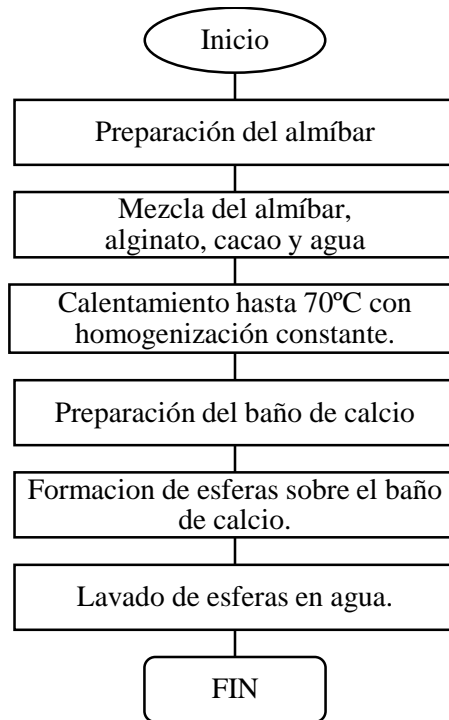 Inicio
Preparación del almíbar
Mezcla del almíbar,
alginato, cacao y agua
Calentamiento hasta 70ºC con
homogenización constante.
Preparación del baño de calcio
Formacion de esferas sobre el baño
de calcio.
Lavado de esferas en agua.
FIN